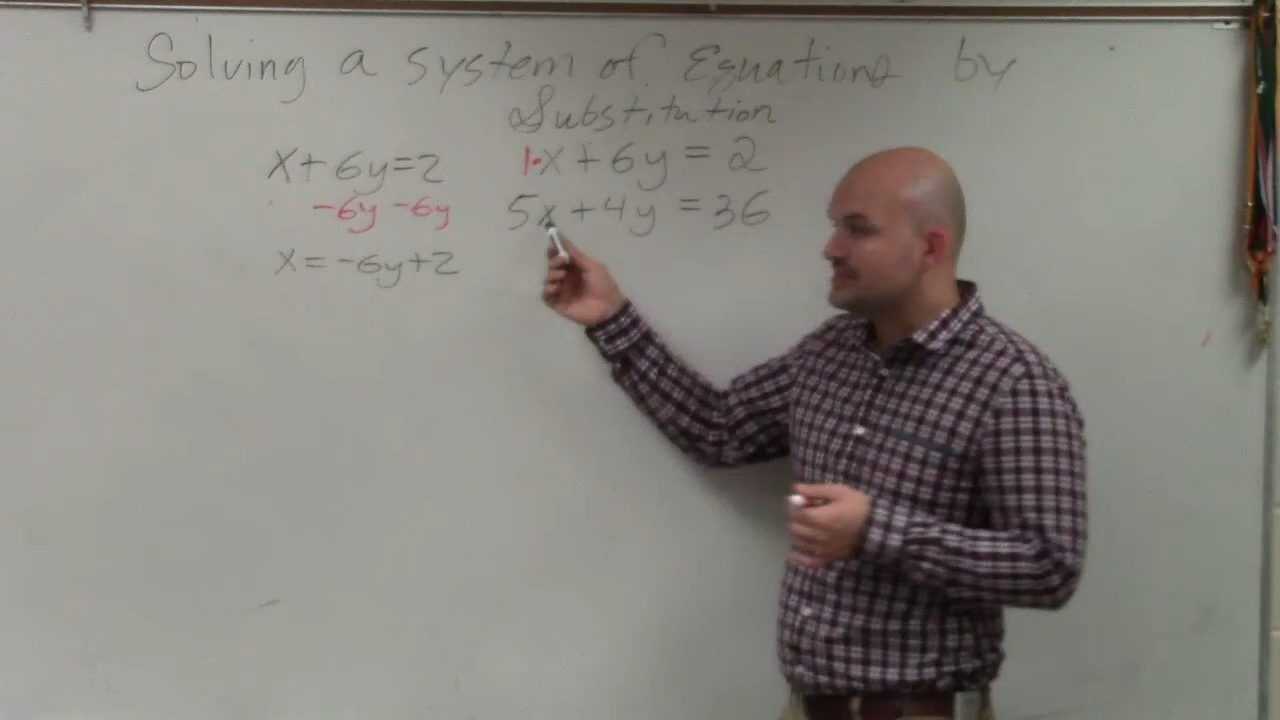 Solving a system of Equations by
Substitution
x+6y=2
-6y -6y
x=-6y+2
1·x+6y=2
5x+4y=36